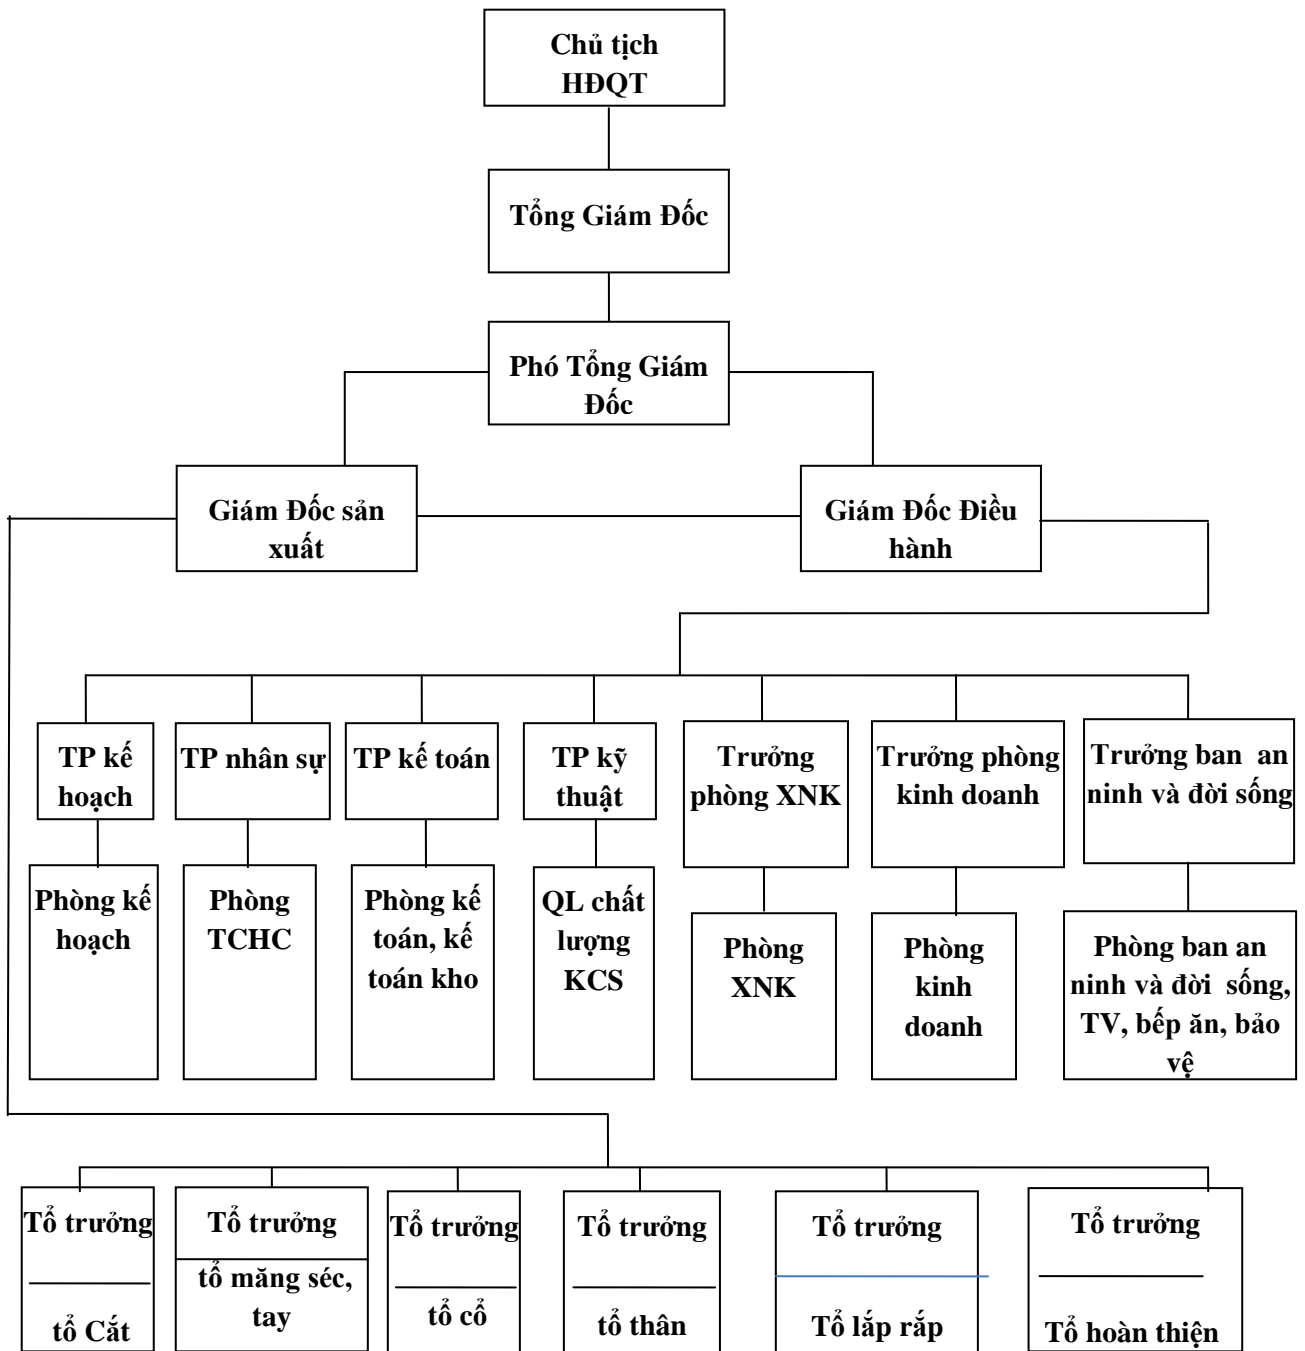 Chủ tịch
HĐQT
Tổng Giám Đốc
Phó Tổng Giám
Đốc
Giám Đốc sản
xuất
Giám Đốc Điều
hành
TP kế
hoạch
TP nhân sự
TP kế toán
TP kỹ
thuật
Trưởng
phòng XNK
Trưởng phòng
kinh doanh
Trưởng ban an
ninh và đời sống
Phòng kế
hoạch
Phòng
TCHC
Phòng kế
toán, kế
toán kho
QL chất
lượng
KCS
Phòng
XNK
Phòng
kinh
doanh
Phòng ban an
ninh và đời sống,
TV, bếp ăn, bảo
vệ
Tổ trưởng
tổ Cắt
Tổ trưởng
tổ măng séc,
tay
Tổ trưởng
tổ cổ
Tổ trưởng
tổ thân
Tổ trưởng
Tổ lắp rắp
Tổ trưởng
Tổ hoàn thiện